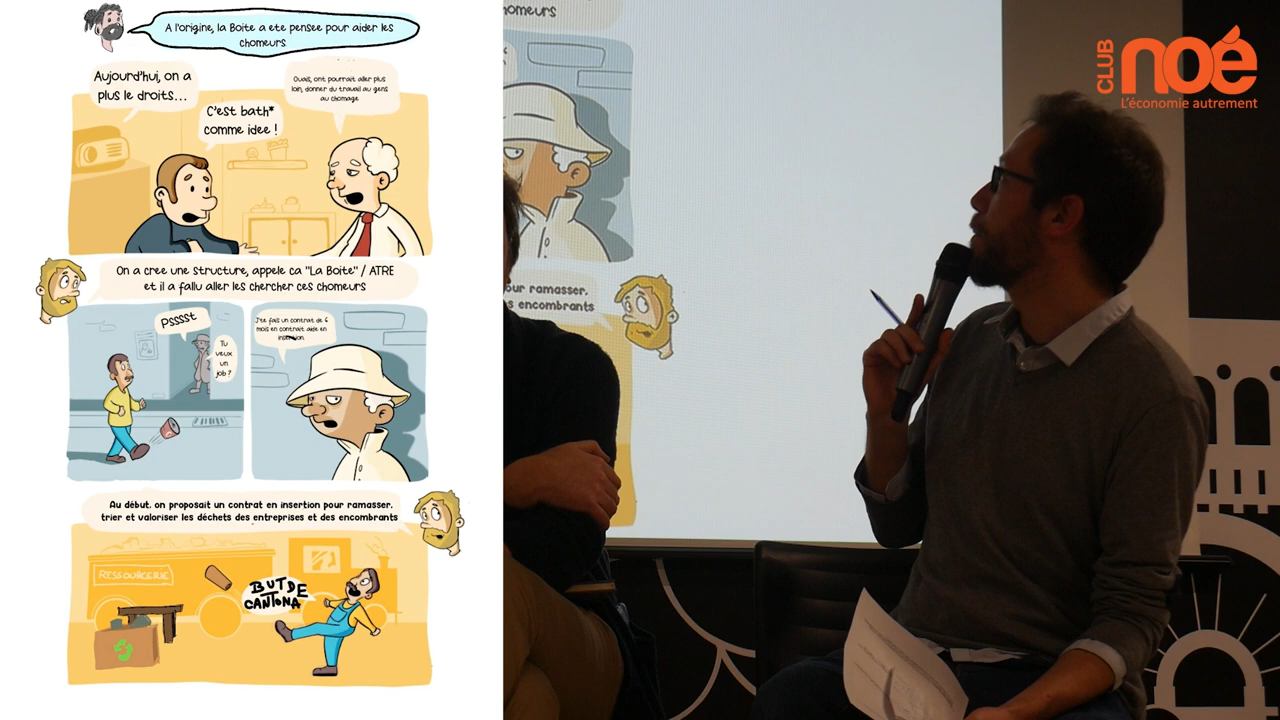 A l'origine, la Boite a ete pensee pour aider les
chomeurs
Aujourd'hui, on a
plus le droits...
C'est bath*
comme idee !
Ouais, ont pourrait aller plus
loin, donner du travail au gens
au chomage
On a cree une structure, appele ca "La Boite" / ATRE
et il a fallu aller les chercher ces chomeurs
Psssst
Tu
veux
un
job ?
J'te fais un contrat de 6
mois en contrait aide en
insertion
Au début, on proposait un contrat en insertion pour ramasser,
trier et valoriser les déchets des entreprises et des encombrants
RESSOURCERIE
BUT DE
CANTONA
homeurs
our ramasser,
s encombrants
CLUB
noé
L'économie autrement